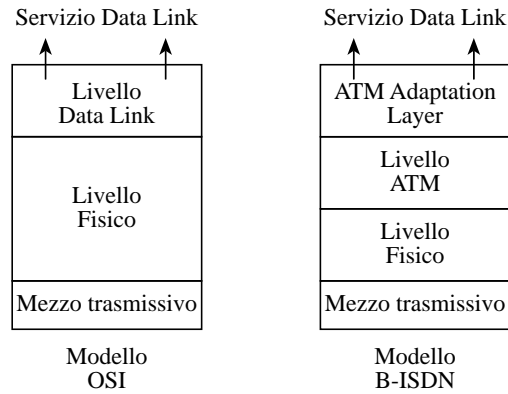 Servizio Data Link
Livello
Data Link
Livello
Fisico
Mezzo trasmissivo
Modello
OSI
Servizio Data Link
ATM Adaptation
Layer
Livello
ATM
Livello
Fisico
Mezzo trasmissivo
Modello
B-ISDN